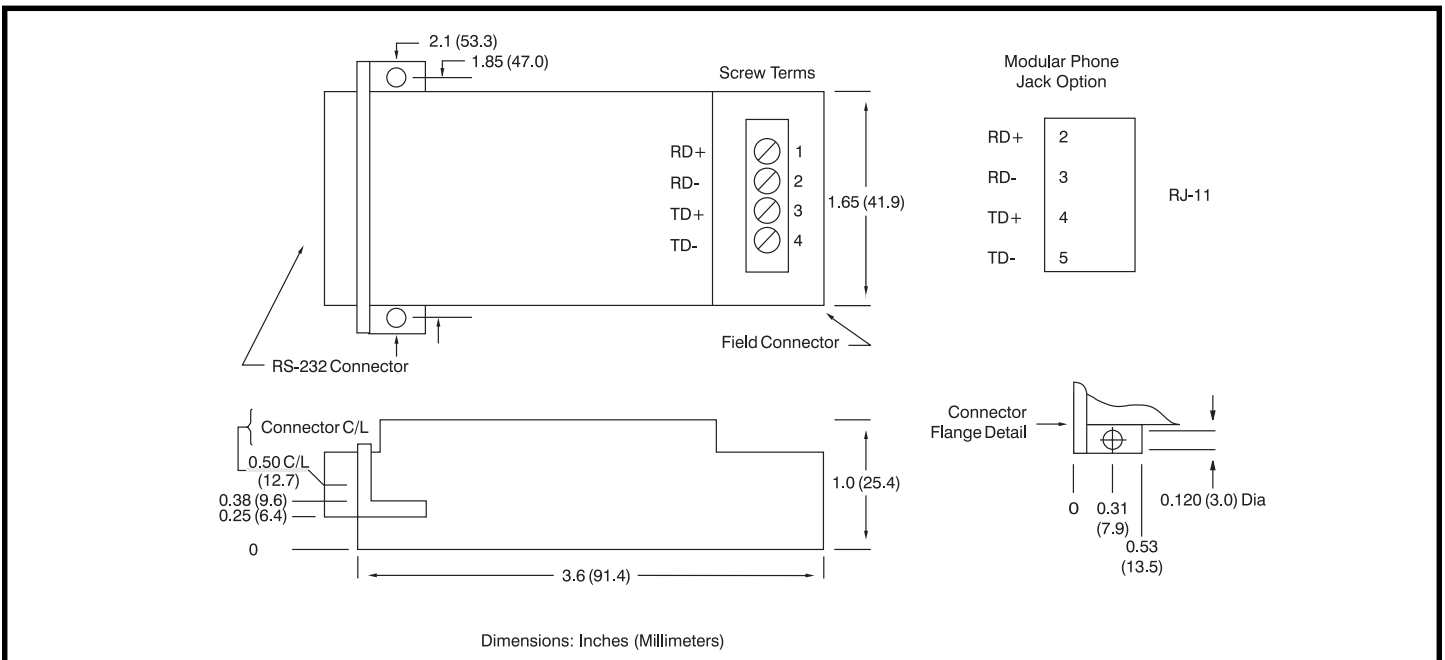 2.1 (53.3)
1.85 (47.0)
Screw Terms
RD+ 1
RD- 2
TD+ 3
TD- 4
1.65 (41.9)
Field Connector
RS-232 Connector
Modular Phone
Jack Option
RD+ 2
RD- 3
TD+ 4
TD- 5
RJ-11
Connector C/L
0.50 C/L
(12.7)
0.38 (9.6)
0.25 (6.4)
0
1.0 (25.4)
3.6 (91.4)
Connector
Flange Detail
0.120 (3.0) Dia
0 0.31
(7.9)
0.53
(13.5)
Dimensions: Inches (Millimeters)